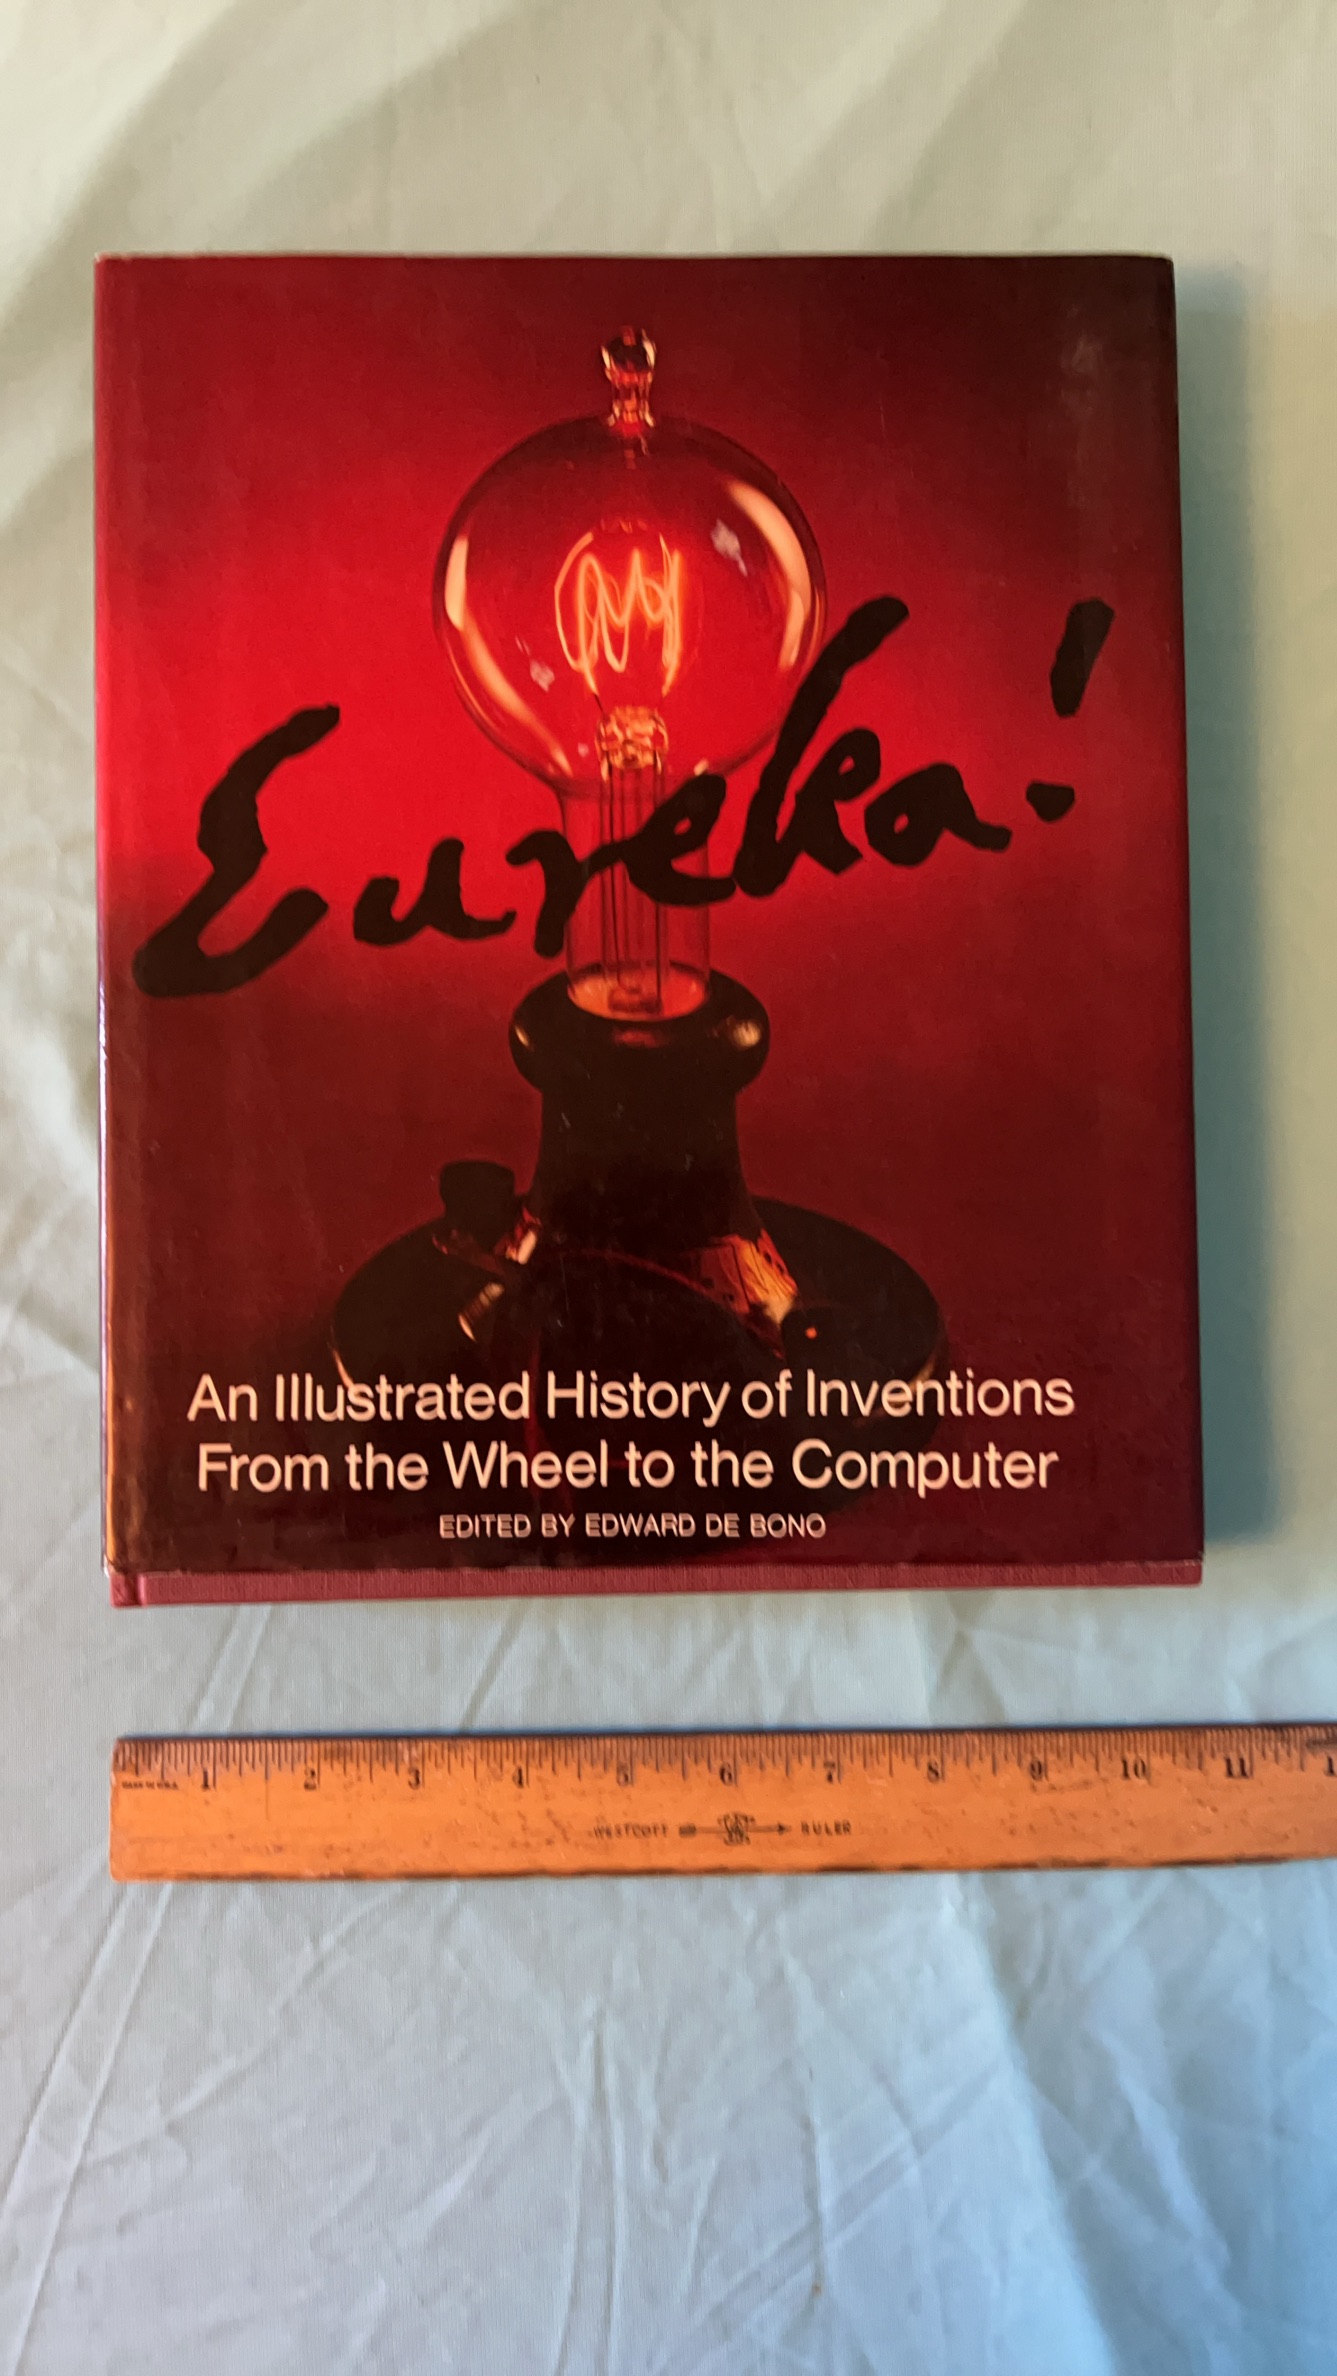 Eureka!
An Illustrated History of Inventions
From the Wheel to the Computer
EDITED BY EDWARD DE BONO
1 2 3 4 5 6 7 8 9 10 11
WESTCOTT RULER